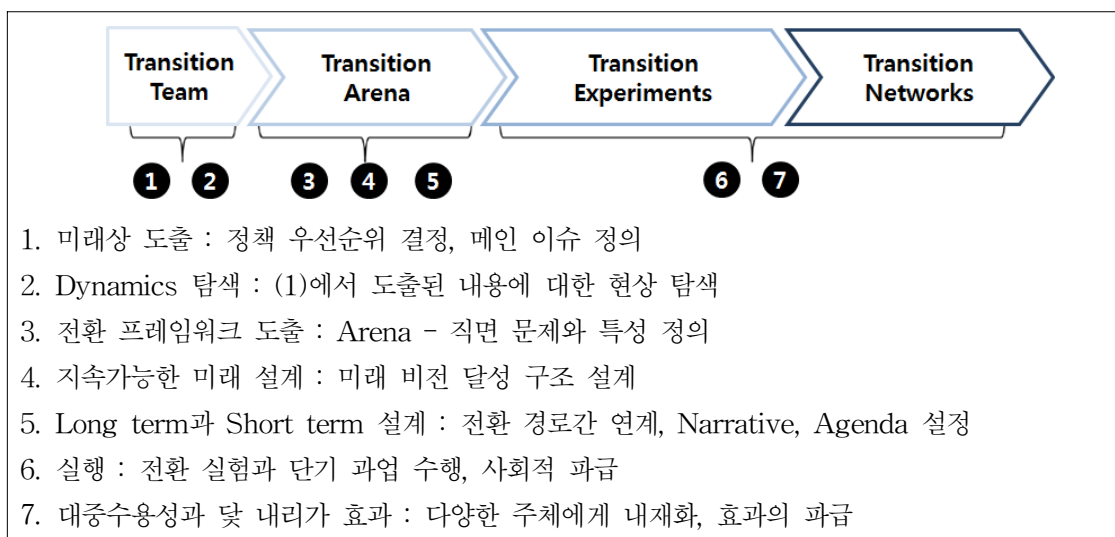 Transition Team
Transition Arena
Transition Experiments
Transition Networks
1 2 3 4 5 6 7
1. 미래상 도출 : 정책 우선순위 결정, 메인 이슈 정의
2. Dynamics 탐색 : (1)에서 도출된 내용에 대한 현상 탐색
3. 전환 프레임워크 도출 : Arena - 직면 문제와 특성 정의
4. 지속가능한 미래 설계 : 미래 비전 달성 구조 설계
5. Long term과 Short term 설계 : 전환 경로간 연계, Narrative, Agenda 설정
6. 실행 : 전환 실험과 단기 과업 수행, 사회적 파급
7. 대중수용성과 닻 내리가 효과 : 다양한 주체에게 내재화, 효과의 파급